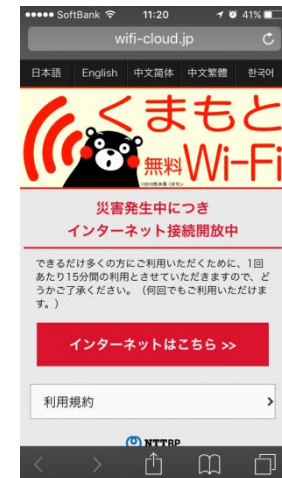 SoftBank 11:20 41%
wifi-cloud.jp
日本語 English 中文简体 中文繁體 한국어
くまもと
無料Wi-Fi
災害発生中につき
インターネット接続開放中
できるだけ多くの方にご利用いただくために、1回
あたり15分間の利用とさせていただきますので、ど
うかご了承ください。（何回でもご利用いただけま
す。）
インターネットはこちら >>
利用規約
NTTBP